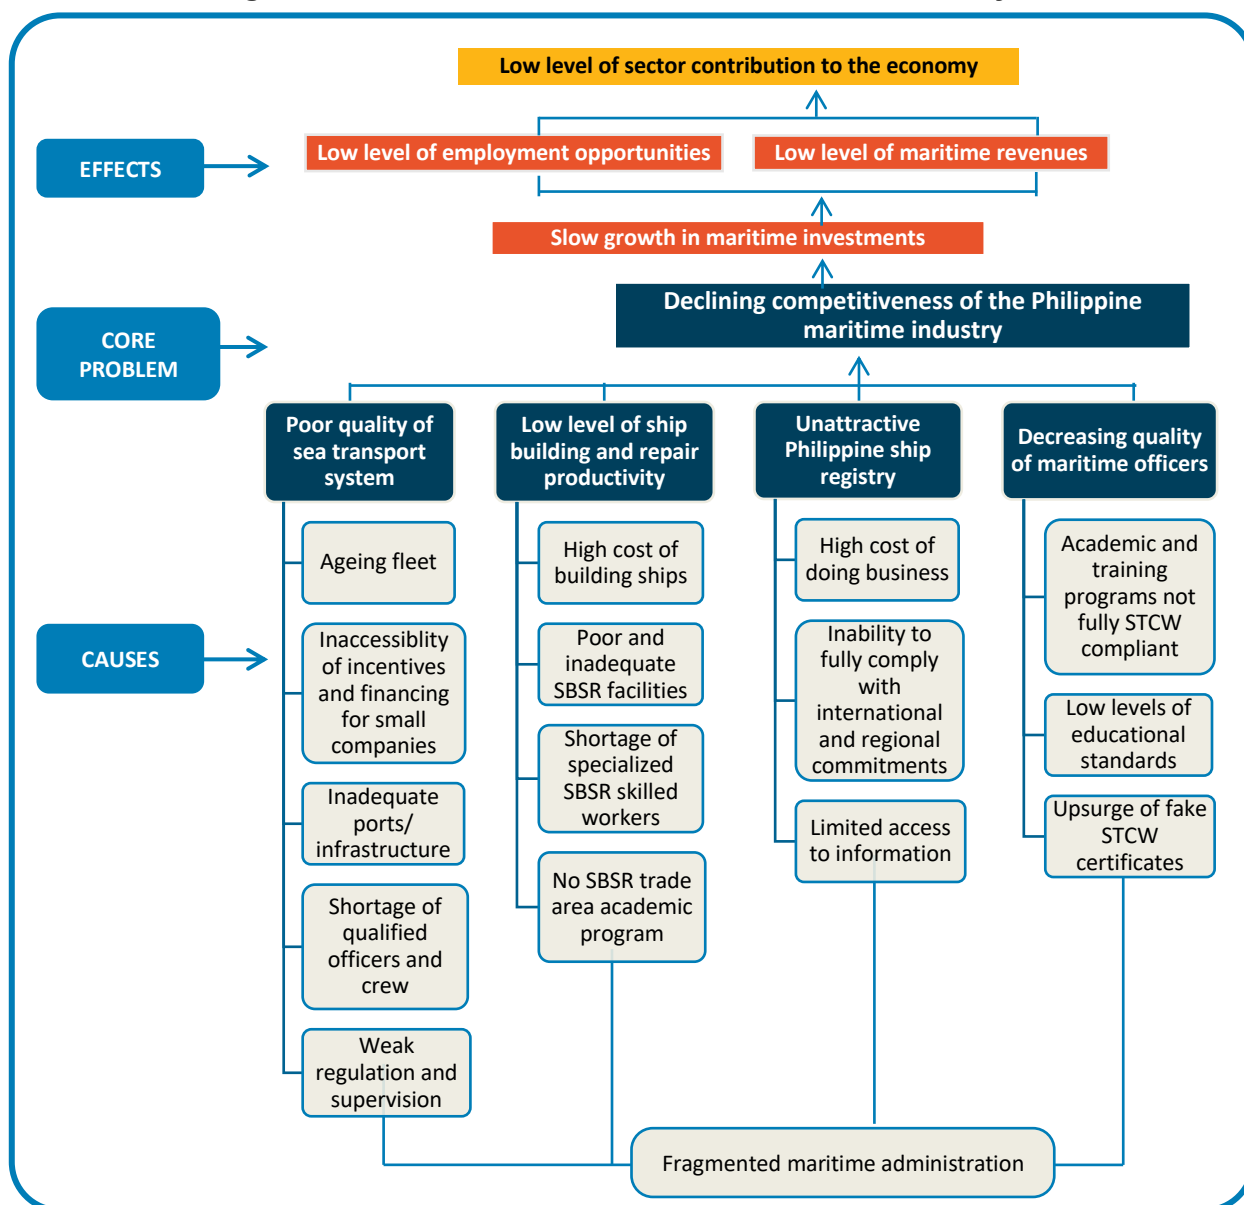 Low level of sector contribution to the economy
EFFECTS
Low level of employment opportunities
Low level of maritime revenues
Slow growth in maritime investments
CORE
PROBLEM
Declining competitiveness of the Philippine
maritime industry
CAUSES
Poor quality of
sea transport
system
Ageing fleet
Inaccessiblity
of incentives
and financing
for small
companies
Inadequate
ports/
infrastructure
Shortage of
qualified
officers and
crew
Weak
regulation and
supervision
Low level of ship
building and repair
productivity
High cost of
building ships
Poor and
inadequate
SBSR facilities
Shortage of
specialized
SBSR skilled
workers
No SBSR trade
area academic
program
Unattractive
Philippine ship
registry
High cost of
doing business
Inability to
fully comply
with
international
and regional
commitments
Limited access
to information
Decreasing quality
of maritime officers
Academic and
training
programs not
fully STCW
compliant
Low levels of
educational
standards
Upsurge of fake
STCW
certificates
Fragmented maritime administration